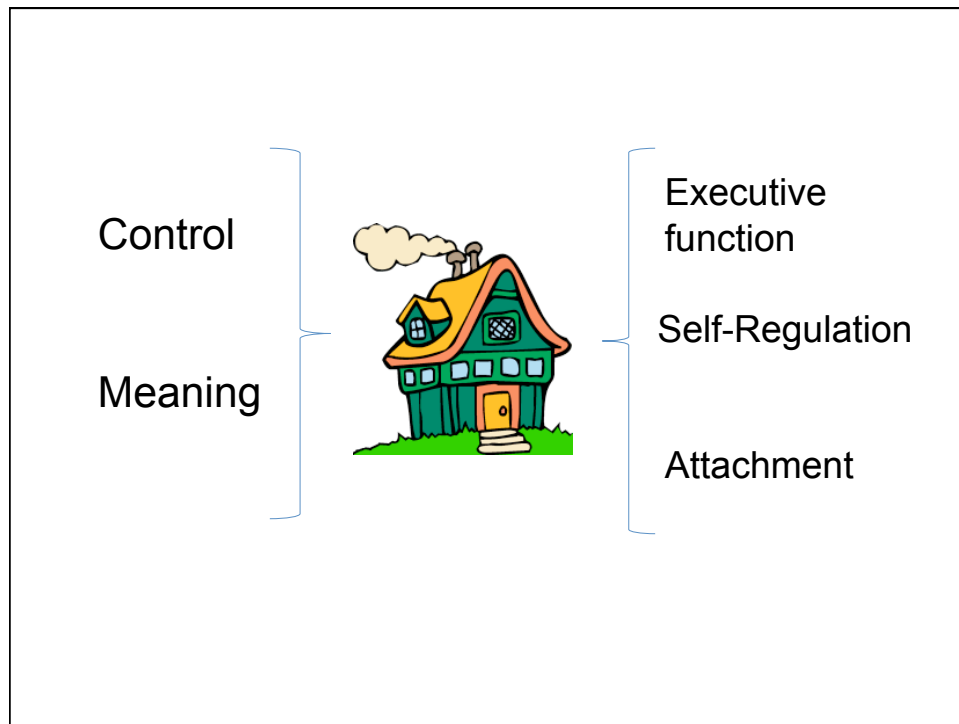 Control
Meaning
Executive
function
Self-Regulation
Attachment